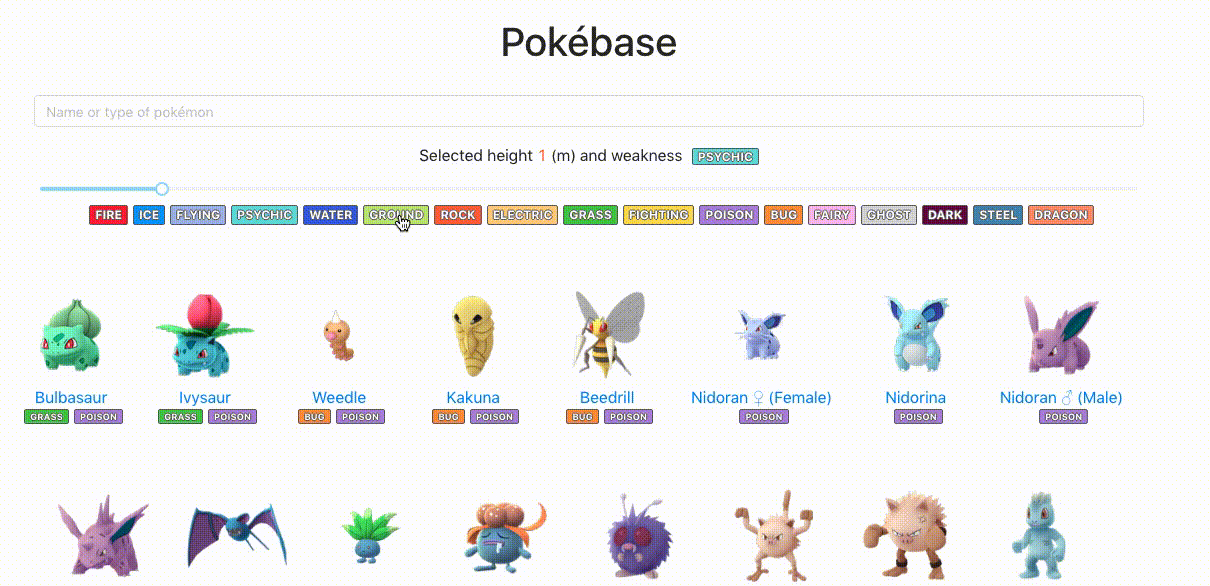 Pokébase
Name or type of pokémon
Selected height 1 (m) and weakness PSYCHIC
FIRE ICE FLYING PSYCHIC WATER GROUND ROCK ELECTRIC GRASS FIGHTING POISON BUG FAIRY GHOST DARK STEEL DRAGON
Bulbasaur Ivysaur Weedle Kakuna Beedrill Nidoran ♀ (Female) Nidorina Nidoran ♂ (Male)
GRASS POISON GRASS POISON BUG POISON BUG POISON BUG POISON POISON POISON POISON